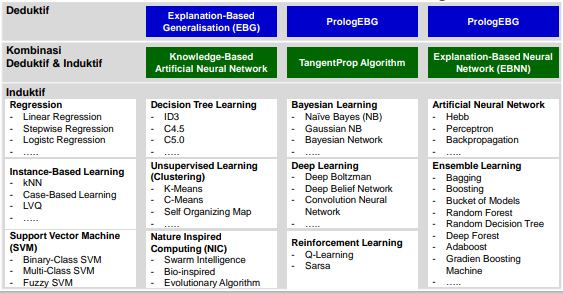 Deduktif
Explanation-Based
Generalisation (EBG)
PrologEBG
PrologEBG
Kombinasi
Deduktif & Induktif
Knowledge-Based
Artificial Neural Network
TangentProp Algorithm
Explanation-Based Neural
Network (EBNN)
Induktif
Regression
- Linear Regression
- Stepwise Regression
- Logistc Regression
- .....
Decision Tree Learning
- ID3
- C4.5
- C5.0
- .....
Bayesian Learning
- Naïve Bayes (NB)
- Gaussian NB
- Bayesian Network
- .....
Artificial Neural Network
- Hebb
- Perceptron
- Backpropagation
- .....
Instance-Based Learning
- kNN
- Case-Based Learning
- LVQ
- .....
Unsupervised Learning
(Clustering)
- K-Means
- C-Means
- Self Organizing Map
- .....
Deep Learning
- Deep Boltzman
- Deep Belief Network
- Convolution Neural
Network
- .....
Ensemble Learning
- Bagging
- Boosting
- Bucket of Models
- Random Forest
- Random Decision Tree
- Deep Forest
- Adaboost
- Gradien Boosting
Machine
- .....
Support Vector Machine
(SVM)
- Binary-Class SVM
- Multi-Class SVM
- Fuzzy SVM
Nature Inspired
Computing (NIC)
- Swarm Intelligence
- Bio-inspired
- Evolutionary Algorithm
Reinforcement Learning
- Q-Learning
- Sarsa